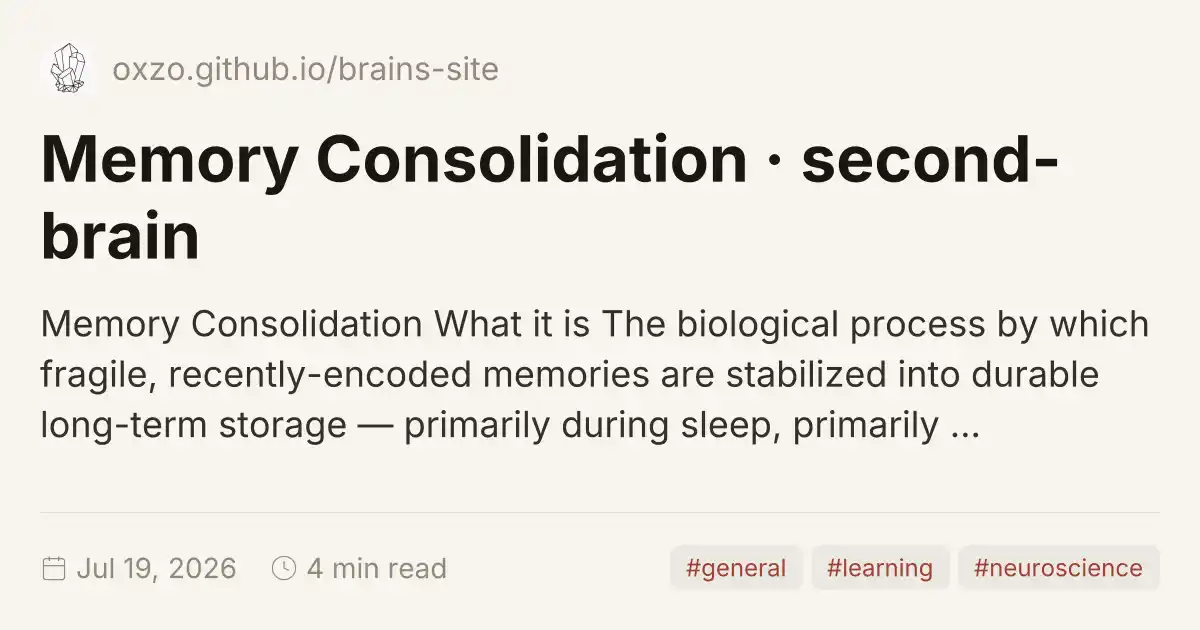 oxzo.github.io/brains-site
Memory Consolidation · second-
brain
Memory Consolidation What it is The biological process by which
fragile, recently-encoded memories are stabilized into durable
long-term storage — primarily during sleep, primarily ...
Jul 19, 2026 4 min read #general #learning #neuroscience